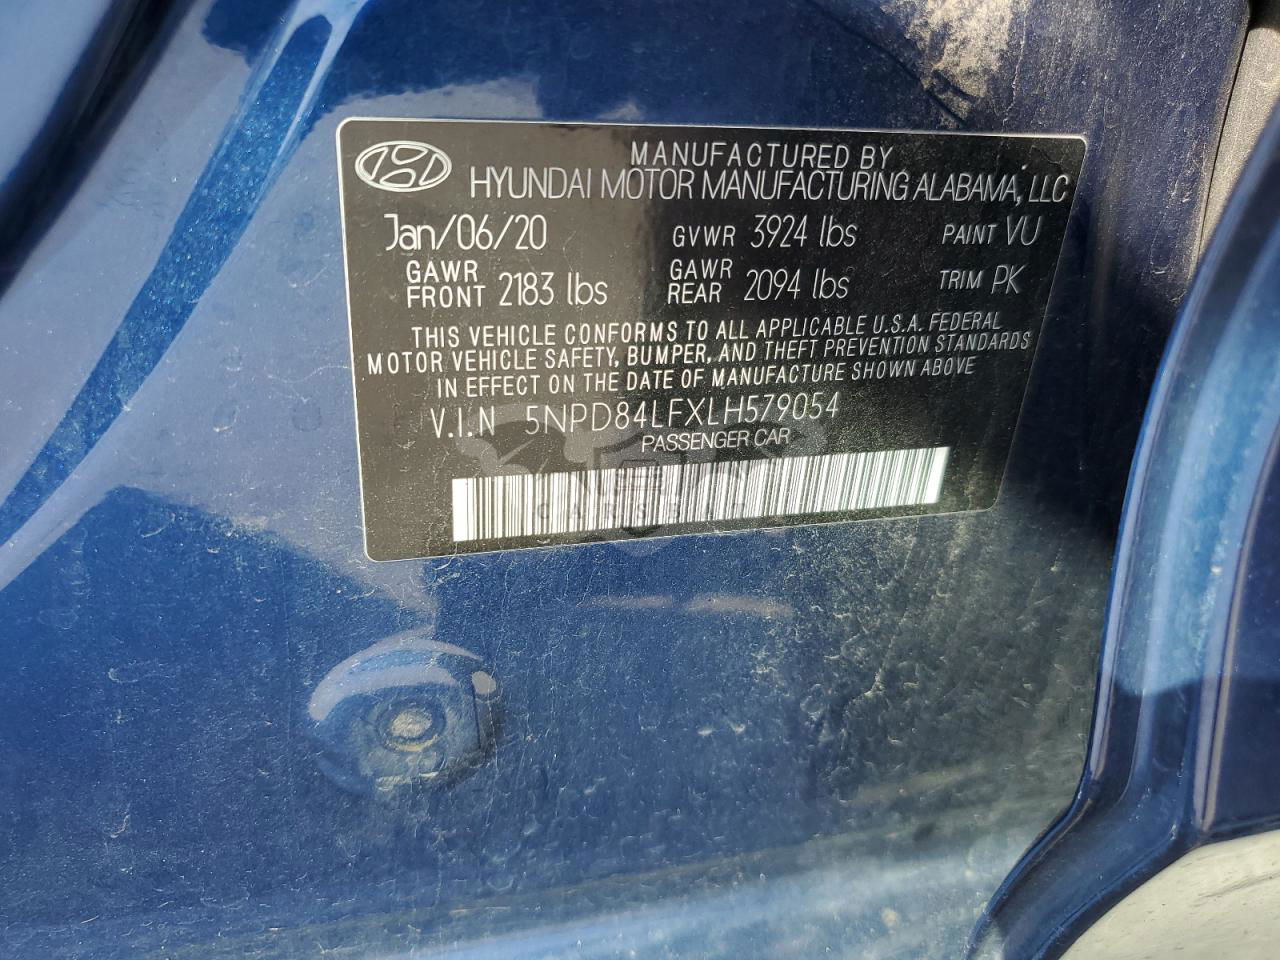 MANUFACTURED BY
HYUNDAI MOTOR MANUFACTURING ALABAMA, LLC
Jan/06/20 GVWR 3924 lbs PAINT VU
GAWR FRONT 2183 lbs GAWR REAR 2094 lbs TRIM PK
THIS VEHICLE CONFORMS TO ALL APPLICABLE U.S.A. FEDERAL
MOTOR VEHICLE SAFETY, BUMPER, AND THEFT PREVENTION STANDARDS
IN EFFECT ON THE DATE OF MANUFACTURE SHOWN ABOVE
V.I.N 5NPD84LFXLH579054
PASSENGER CAR